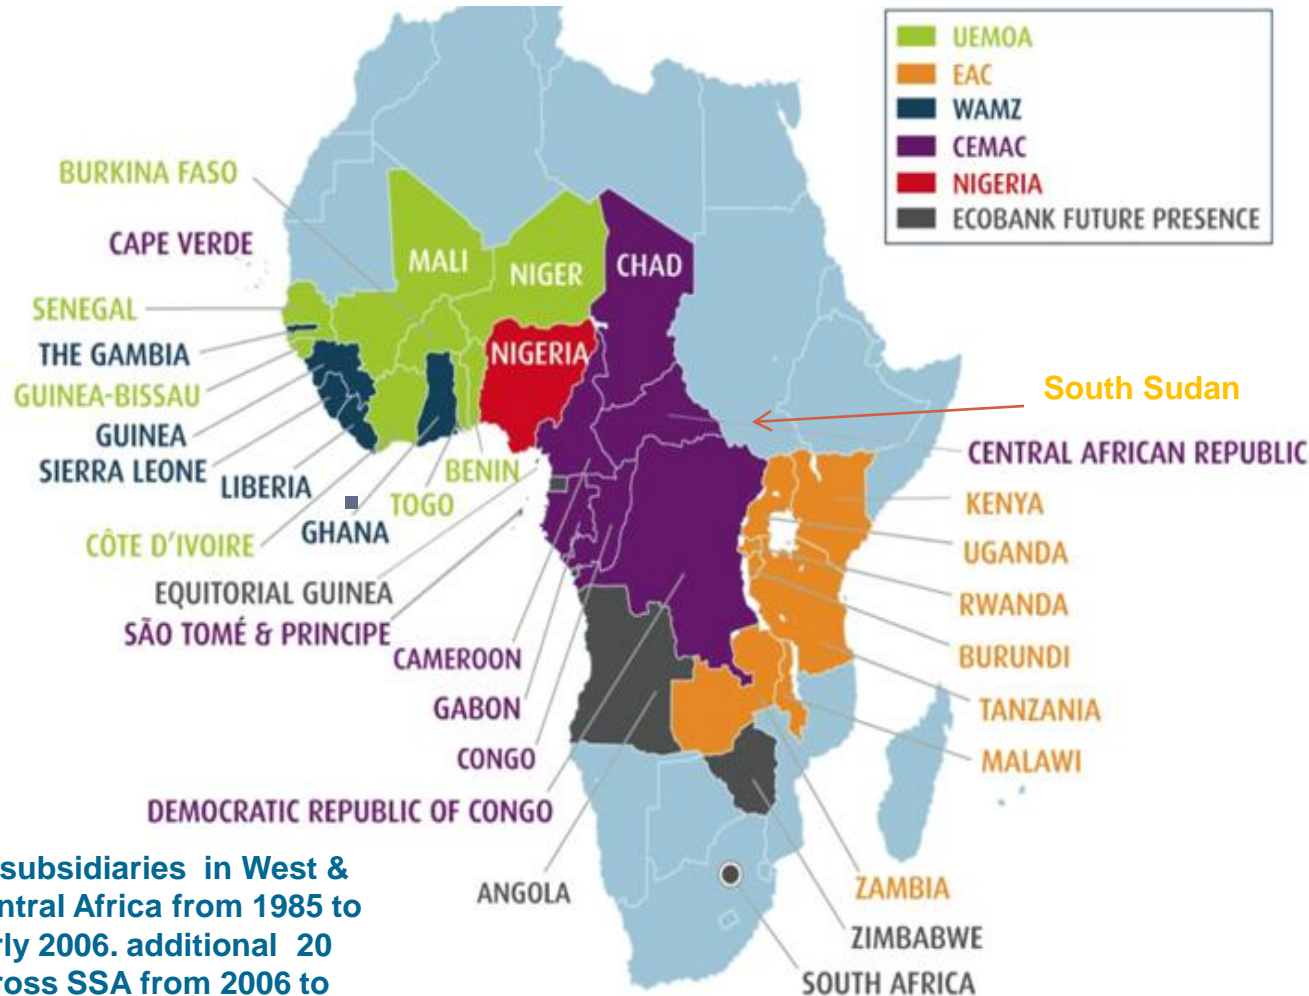 UEMOA
EAC
WAMZ
CEMAC
NIGERIA
ECOBANK FUTURE PRESENCE
BURKINA FASO
CAPE VERDE
MALI
NIGER
CHAD
SENEGAL
THE GAMBIA
NIGERIA
GUINEA-BISSAU
South Sudan
GUINEA
CENTRAL AFRICAN REPUBLIC
SIERRA LEONE
LIBERIA
BENIN
TOGO
KENYA
GHANA
CÔTE D'IVOIRE
UGANDA
EQUITORIAL GUINEA
RWANDA
SÃO TOMÉ & PRINCIPE
CAMEROON
BURUNDI
GABON
TANZANIA
CONGO
MALAWI
DEMOCRATIC REPUBLIC OF CONGO
subsidiaries in West &
ntral Africa from 1985 to
rly 2006. additional 20
ross SSA from 2006 to
ANGOLA
ZAMBIA
ZIMBABWE
SOUTH AFRICA